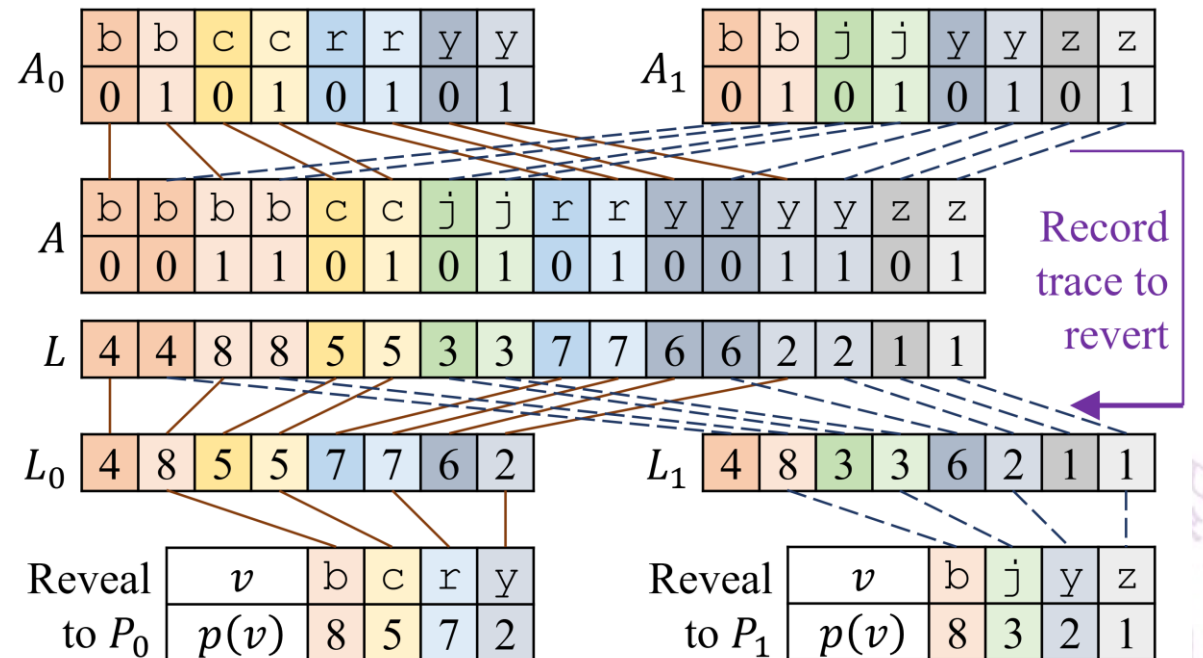 A₀ b b c c r r y y
0 1 0 1 0 1 0 1
A₁ b b j j y y z z
0 1 0 1 0 1 0 1
A b b b b c c j j r r y y y y z z
0 0 1 1 0 1 0 1 0 1 0 0 1 1 0 1
Record
trace to
revert
L 4 4 8 8 5 5 3 3 7 7 6 6 2 2 1 1
L₀ 4 8 5 5 7 7 6 2
L₁ 4 8 3 3 6 2 1 1
Reveal v b c r y
to P₀ p(v) 8 5 7 2
Reveal v b j y z
to P₁ p(v) 8 3 2 1